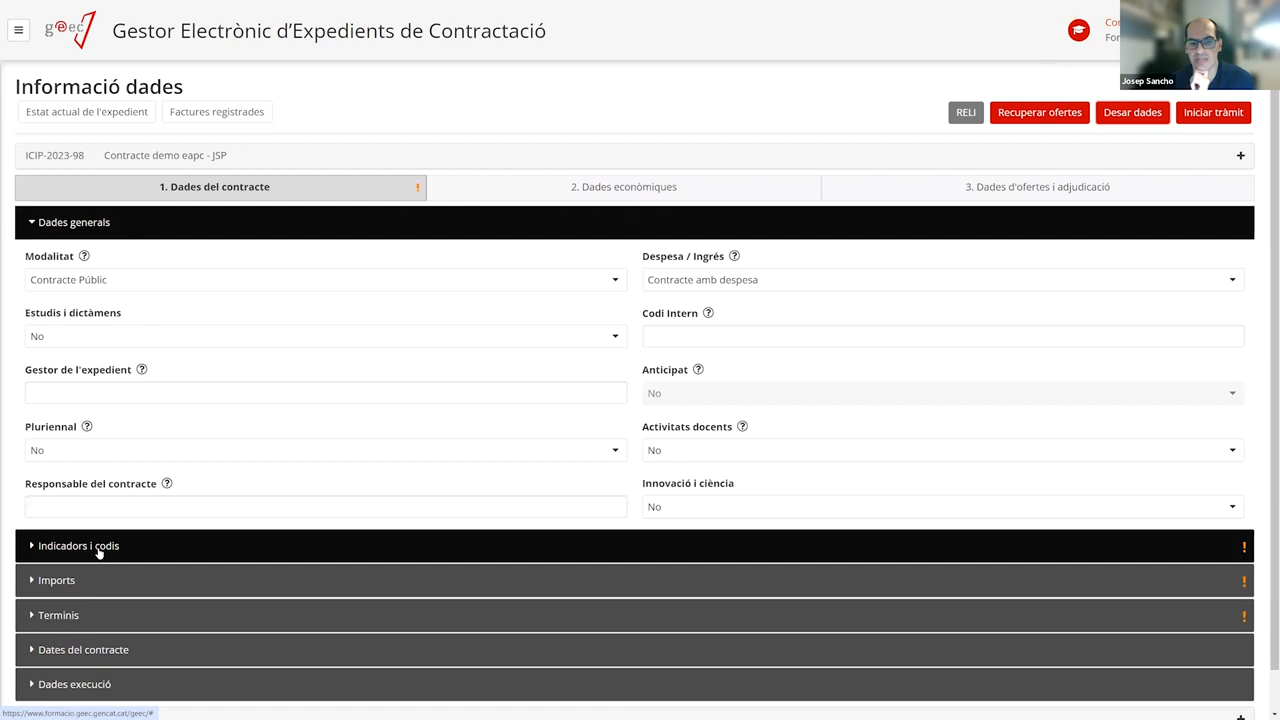 geec
Gestor Electrònic d'Expedients de Contractació
Con
For
Josep Sancho
Informació dades
Estat actual de l'expedient
Factures registrades
RELI
Recuperar ofertes
Desar dades
Iniciar tràmit
ICIP-2023-98 Contracte demo eapc - JSP
1. Dades del contracte !
2. Dades econòmiques
3. Dades d'ofertes i adjudicació
Dades generals
Modalitat ?
Despesa / Ingrés ?
Contracte Públic
Contracte amb despesa
Estudis i dictàmens
Codi Intern ?
No
Gestor de l'expedient ?
Anticipat ?
No
Pluriennal ?
Activitats docents ?
No
No
Responsable del contracte ?
Innovació i ciència
No
Indicadors i codis !
Imports !
Terminis !
Dates del contracte
Dades execució
https://www.formacio.geec.gencat.cat/geec/#